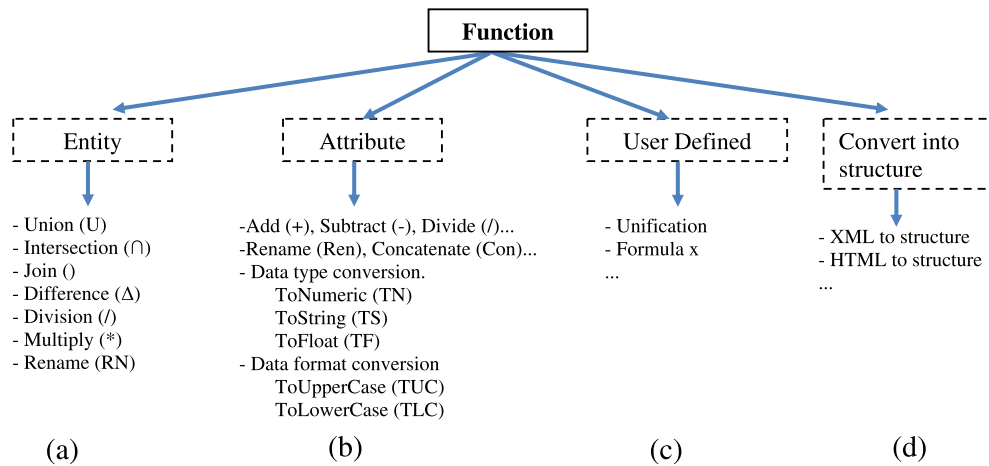 Function
Entity
- Union (U)
- Intersection (∩)
- Join ()
- Difference (Δ)
- Division (/)
- Multiply (*)
- Rename (RN)
(a)
Attribute
-Add (+), Subtract (-), Divide (/)...
-Rename (Ren), Concatenate (Con)...
- Data type conversion.
ToNumeric (TN)
ToString (TS)
ToFloat (TF)
- Data format conversion
ToUpperCase (TUC)
ToLowerCase (TLC)
(b)
User Defined
- Unification
- Formula x
...
(c)
Convert into
structure
- XML to structure
- HTML to structure
...
(d)